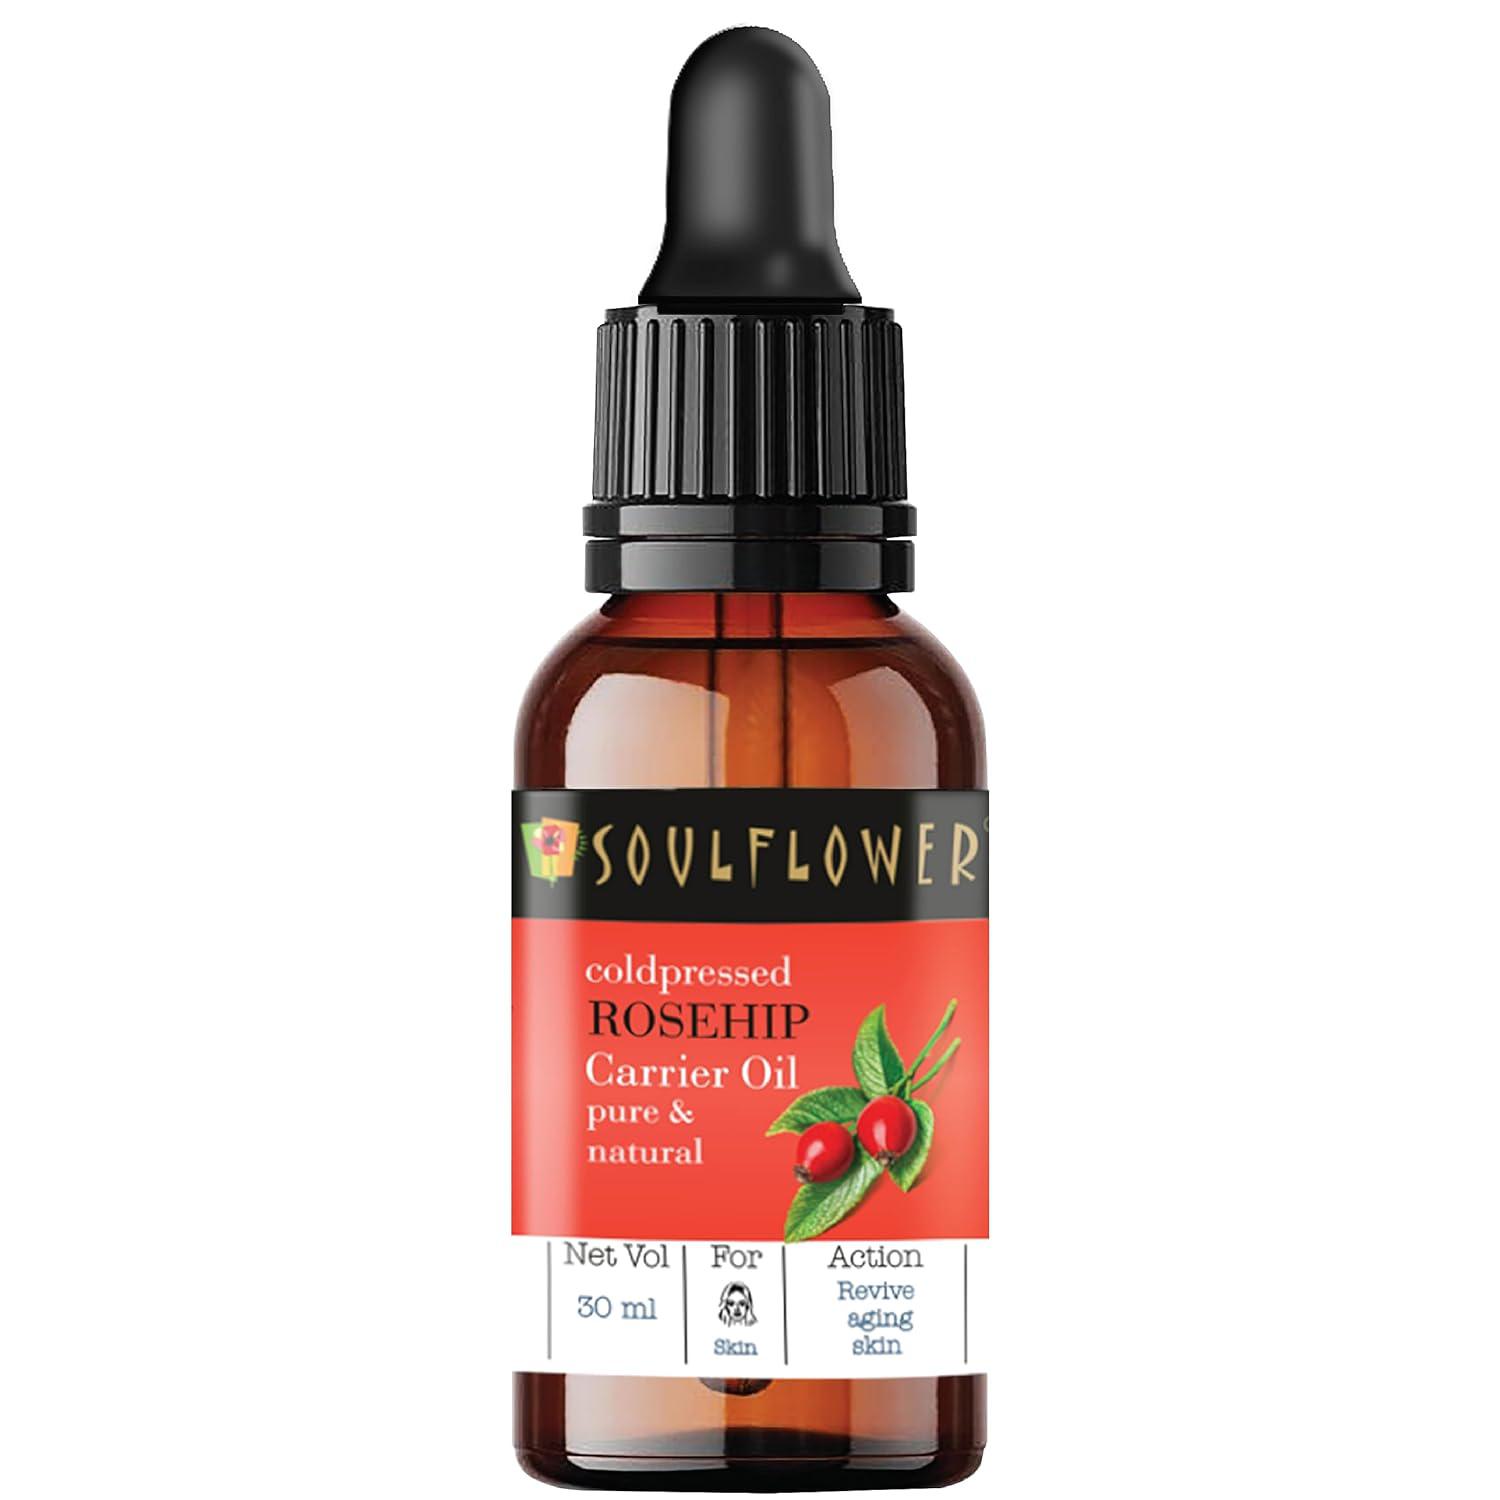 SOULFLOWER
coldpressed
ROSEHIP
Carrier Oil
pure &
natural
Net Vol
30 ml
For
Skin
Action
Revive
aging
skin